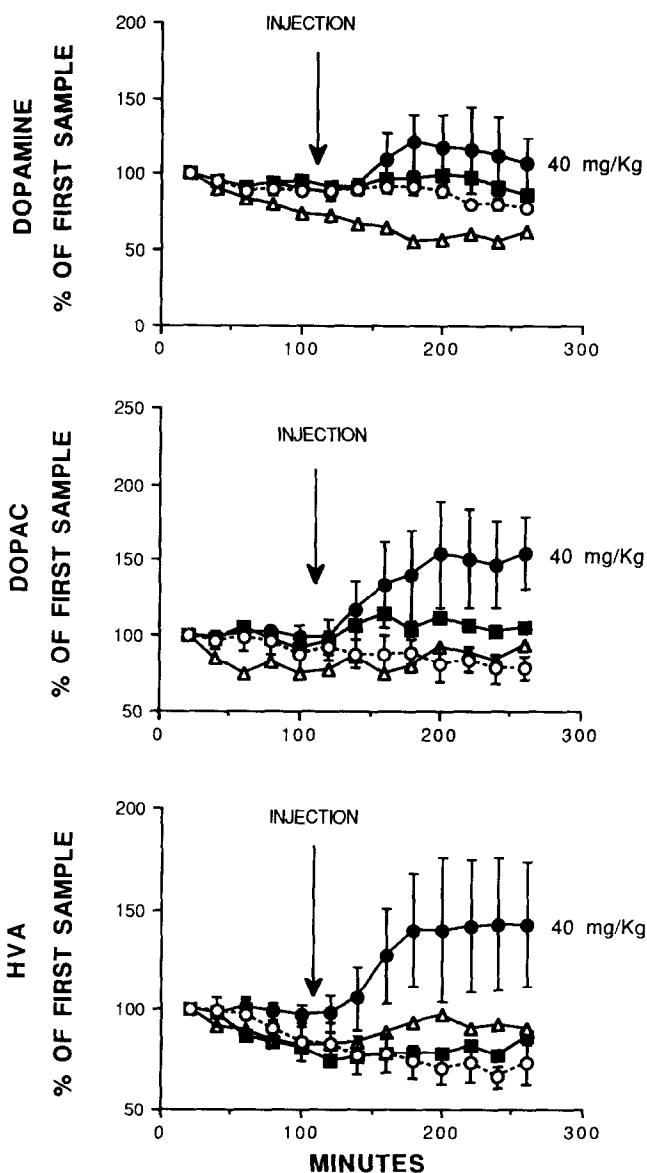 200
INJECTION
150
100
50
0
DOPAMINE
% OF FIRST SAMPLE
40 mg/Kg
0
100
200
300
250
INJECTION
200
150
100
50
DOPAC
% OF FIRST SAMPLE
40 mg/Kg
0
100
200
300
200
INJECTION
150
100
50
HVA
% OF FIRST SAMPLE
40 mg/Kg
0
100
200
300
MINUTES